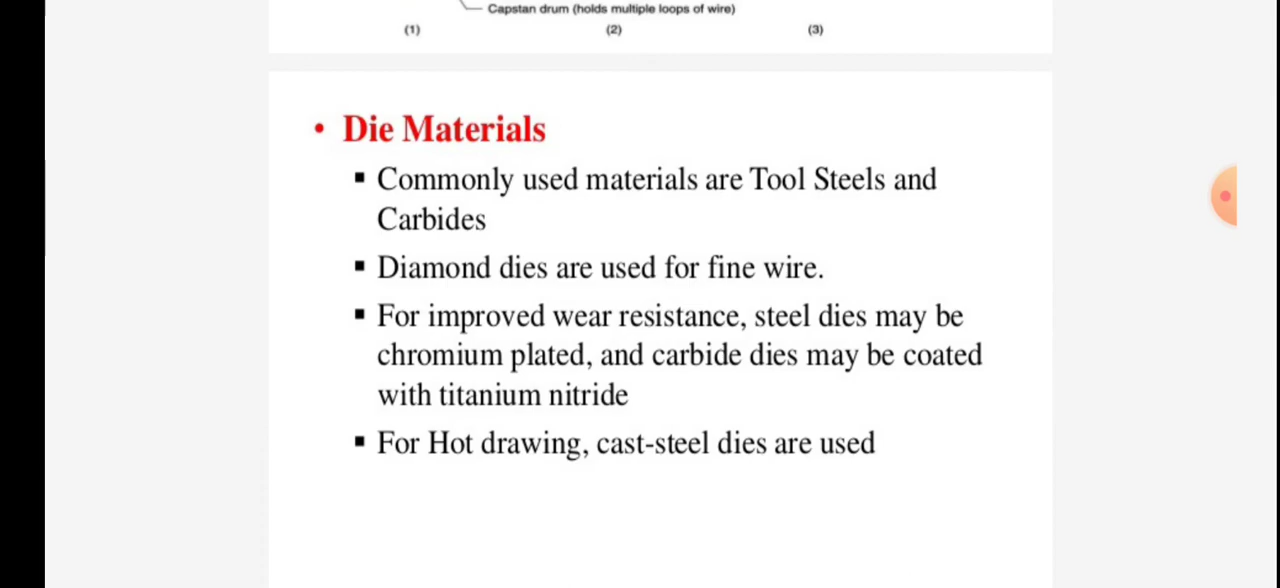 Capstan drum (holds multiple loops of wire)
(1) (2) (3)
• Die Materials
▪ Commonly used materials are Tool Steels and
Carbides
▪ Diamond dies are used for fine wire.
▪ For improved wear resistance, steel dies may be
chromium plated, and carbide dies may be coated
with titanium nitride
▪ For Hot drawing, cast-steel dies are used